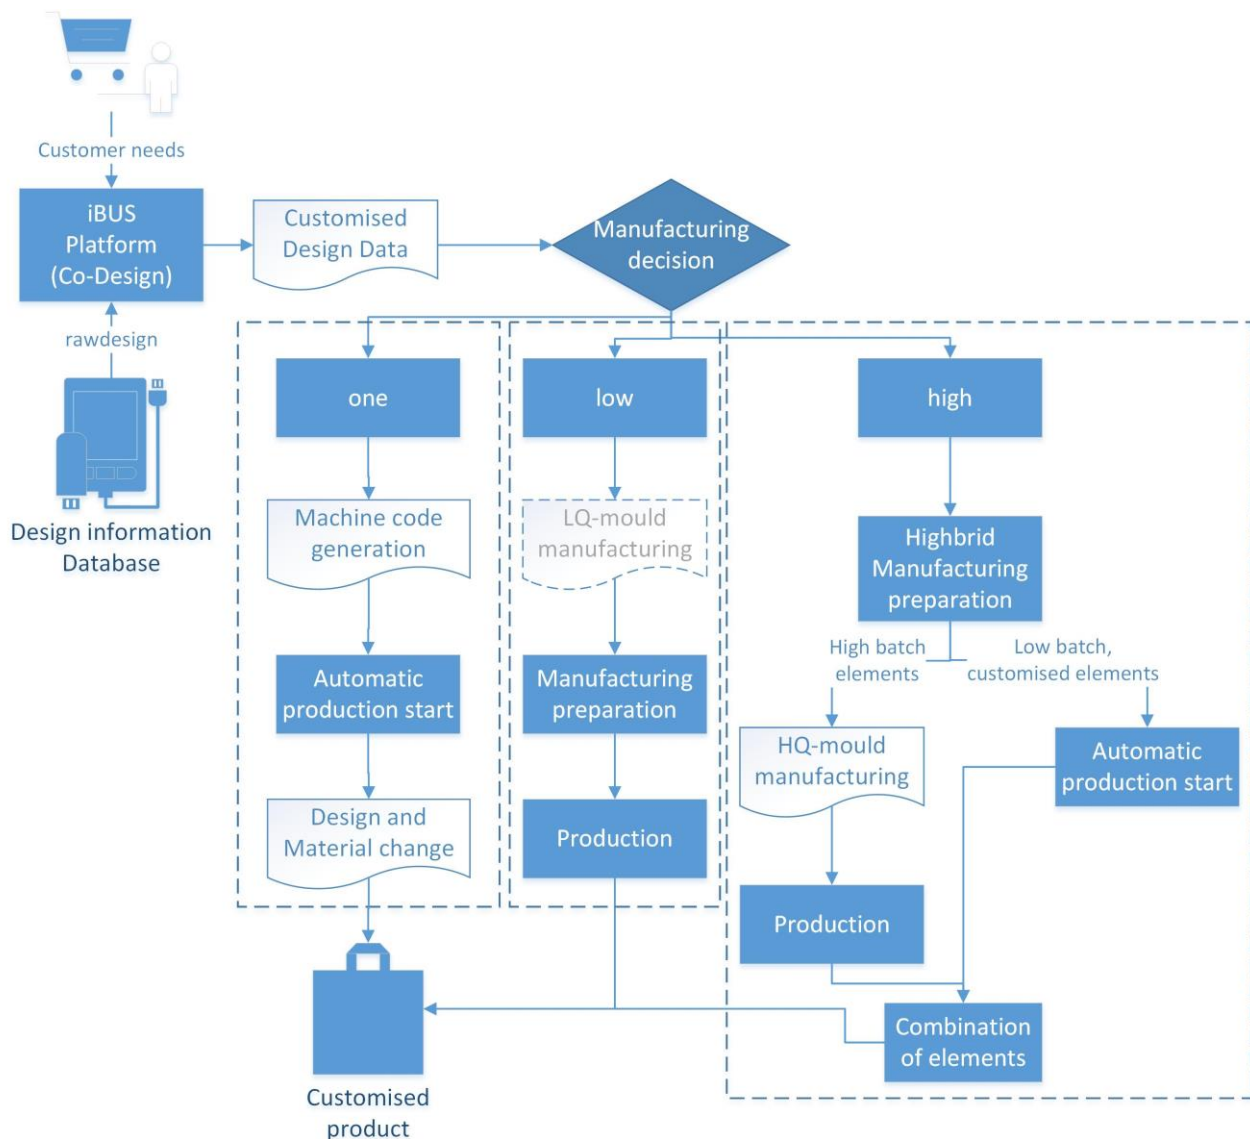 Customer needs
iBUS
Platform
(Co-Design)
Customised
Design Data
Manufacturing
decision
rawdesign
Design information
Database
one
Machine code
generation
Automatic
production start
Design and
Material change
low
LQ-mould
manufacturing
Manufacturing
preparation
Production
high
Highbrid
Manufacturing
preparation
High batch
elements
Low batch,
customised elements
HQ-mould
manufacturing
Automatic
production start
Production
Combination
of elements
Customised
product